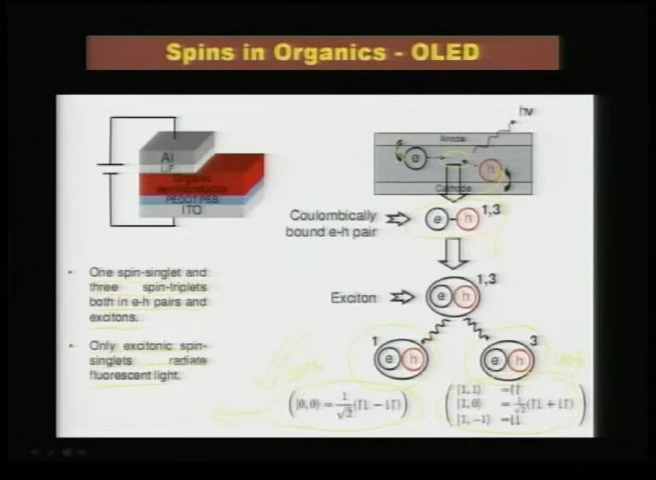 Spins in Organics - OLED
Al
LiF
Organic
semiconductor
PEDOT:PSS
ITO
hν
Anode
e
h
Cathode
Coulombically
bound e-h pair
e
h
1,3
Exciton
e
h
1,3
1
e
h
3
e
h
• One spin-singlet and
three spin-triplets
both in e-h pairs and
excitons.
• Only excitonic spin-
singlets radiate
fluorescent light.
(|0,0⟩ = 1/√2 (↑↓ − ↓↑))
|1,1⟩ = ↑↑
|1,0⟩ = 1/√2 (↑↓ + ↓↑)
|1,−1⟩ = ↓↓